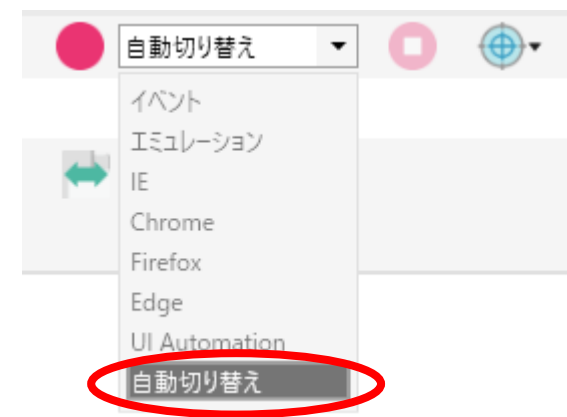 自動切り替え
イベント
エミュレーション
IE
Chrome
Firefox
Edge
UI Automation
自動切り替え